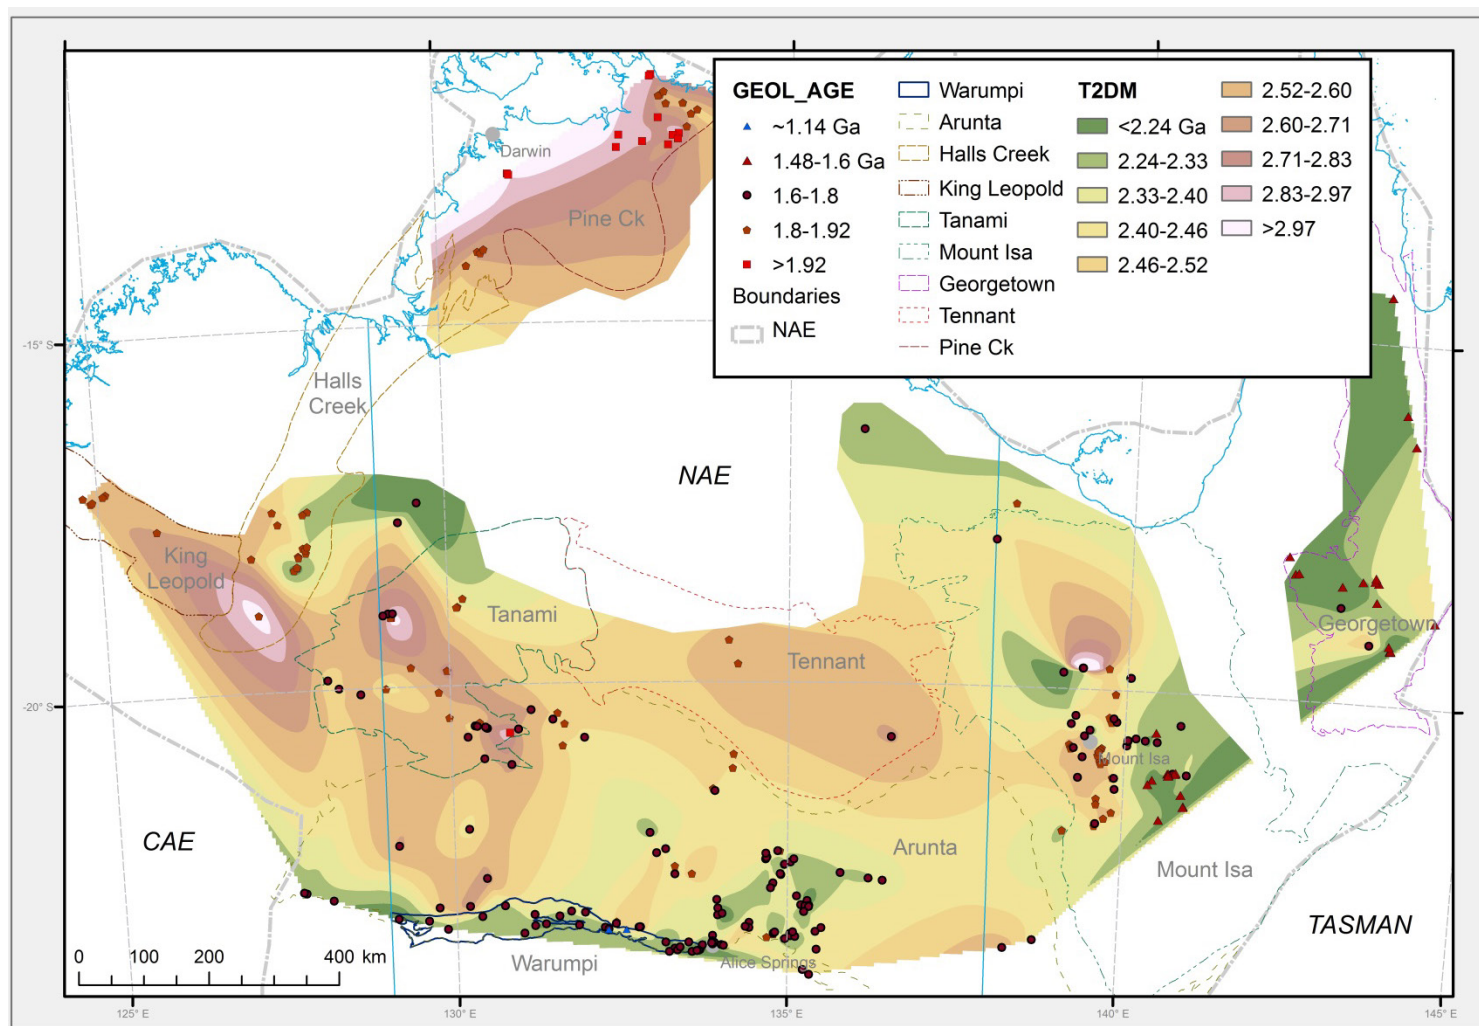 GEOL_AGE
~1.14 Ga
1.48-1.6 Ga
1.6-1.8
1.8-1.92
>1.92
Boundaries
NAE
Warumpi
Arunta
Halls Creek
King Leopold
Tanami
Mount Isa
Georgetown
Tennant
Pine Ck
T2DM
<2.24 Ga
2.24-2.33
2.33-2.40
2.40-2.46
2.46-2.52
2.52-2.60
2.60-2.71
2.71-2.83
2.83-2.97
>2.97
Darwin
Pine Ck
-15° S
Halls
Creek
NAE
King
Leopold
Tanami
Georgetown
Tennant
-20° S
Mount Isa
CAE
Arunta
Mount Isa
TASMAN
Warumpi
Alice Springs
0 100 200 400 km
125° E
130° E
135° E
140° E
145° E